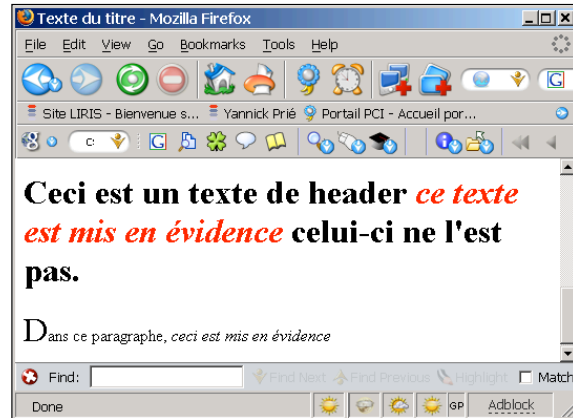 Texte du titre - Mozilla Firefox
File Edit View Go Bookmarks Tools Help
G
Site LIRIS - Bienvenue s... Yannick Prié Portail PCI - Accueil por...
c G
Ceci est un texte de header ce texte
est mis en évidence celui-ci ne l'est
pas.
Dans ce paragraphe, ceci est mis en évidence
Find: Find Next Find Previous Highlight Match
Done GP Adblock